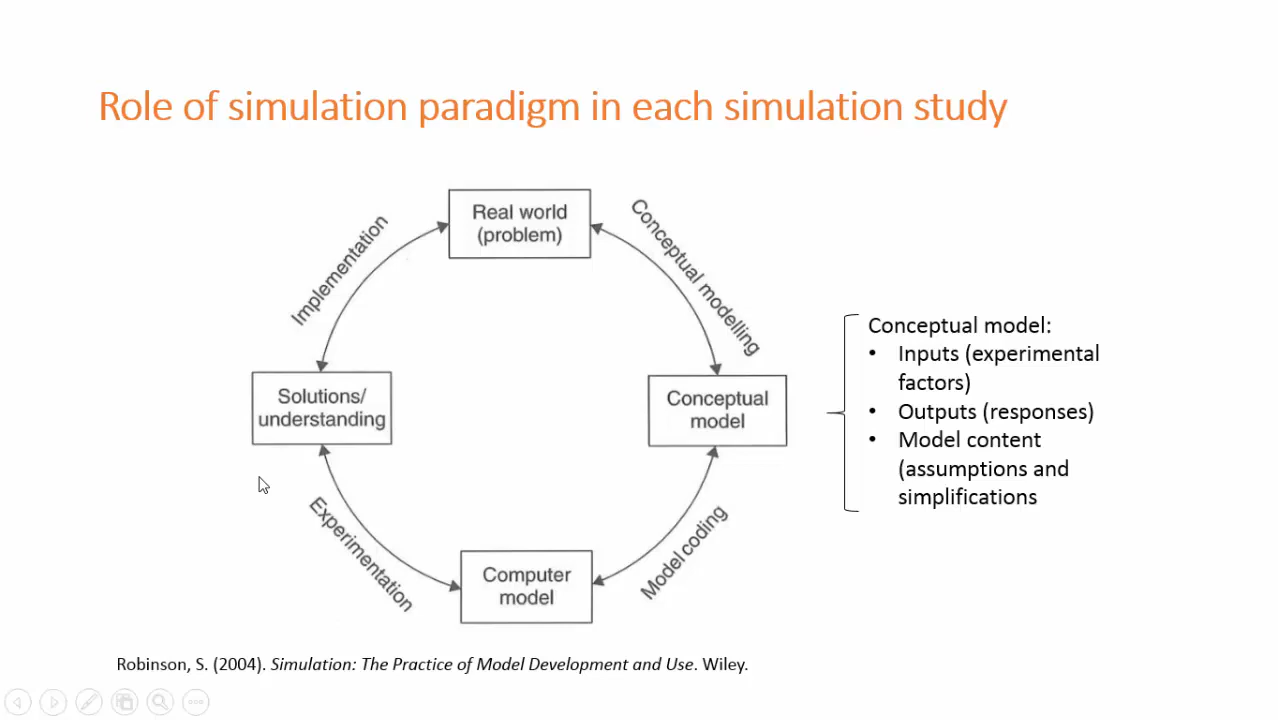 Role of simulation paradigm in each simulation study
Real world
(problem)
Implementation
Conceptual modelling
Solutions/
understanding
Conceptual
model
Conceptual model:
• Inputs (experimental
factors)
• Outputs (responses)
• Model content
(assumptions and
simplifications
Experimentation
Model coding
Computer
model
Robinson, S. (2004). Simulation: The Practice of Model Development and Use. Wiley.